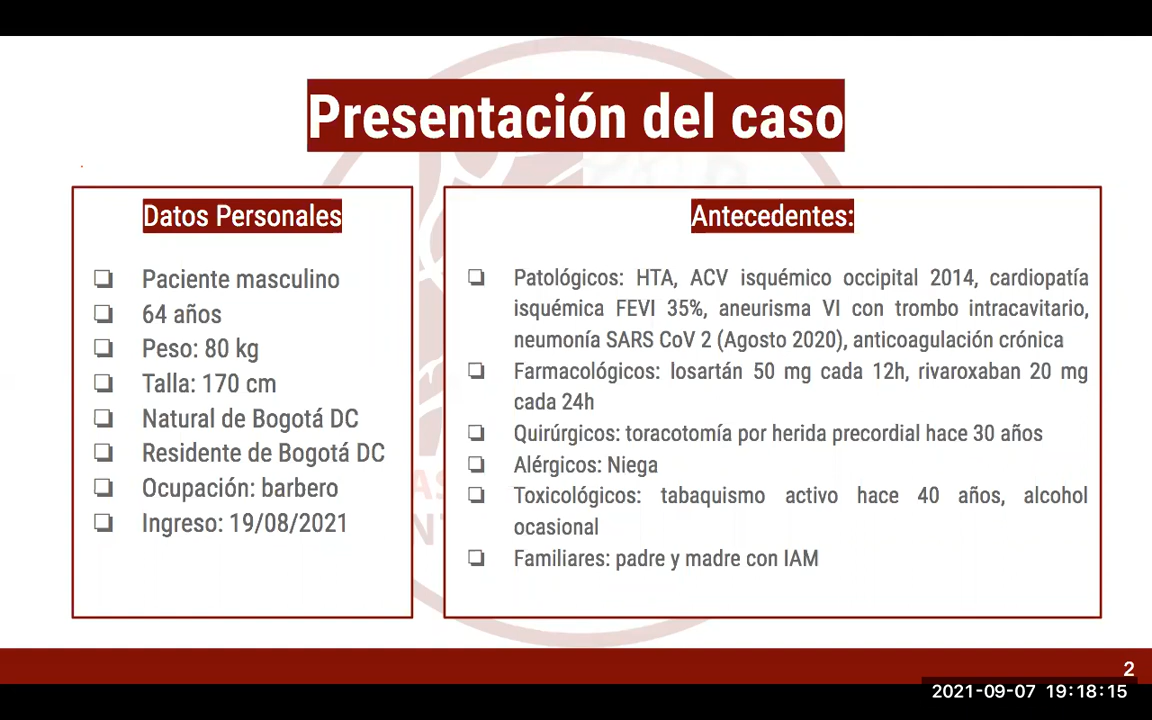 Presentación del caso
Datos Personales
Paciente masculino
64 años
Peso: 80 kg
Talla: 170 cm
Natural de Bogotá DC
Residente de Bogotá DC
Ocupación: barbero
Ingreso: 19/08/2021
Antecedentes:
Patológicos: HTA, ACV isquémico occipital 2014, cardiopatía
isquémica FEVI 35%, aneurisma VI con trombo intracavitario,
neumonía SARS CoV 2 (Agosto 2020), anticoagulación crónica
Farmacológicos: losartán 50 mg cada 12h, rivaroxaban 20 mg
cada 24h
Quirúrgicos: toracotomía por herida precordial hace 30 años
Alérgicos: Niega
Toxicológicos: tabaquismo activo hace 40 años, alcohol
ocasional
Familiares: padre y madre con IAM
2
2021-09-07 19:18:15